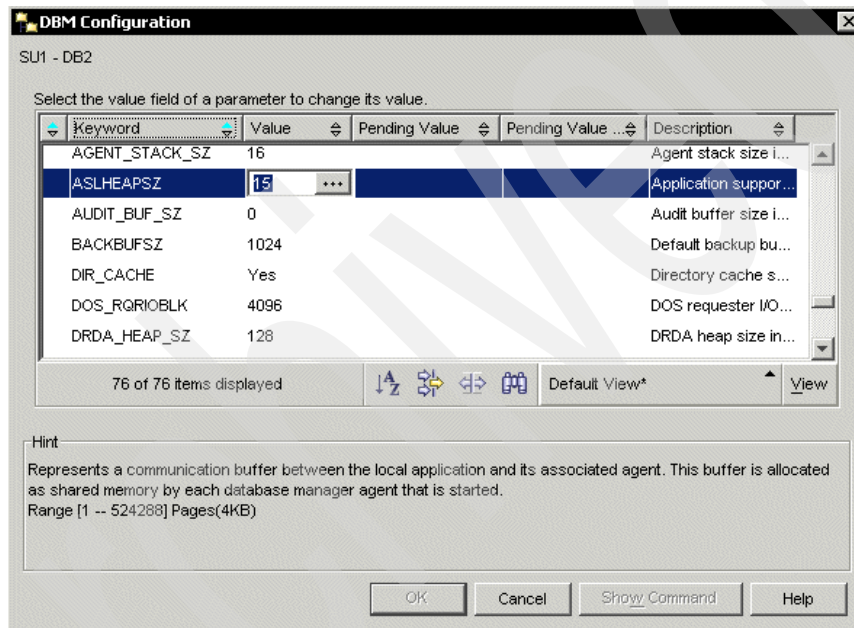 DBM Configuration
SU1 - DB2
Select the value field of a parameter to change its value.
Keyword Value Pending Value Pending Value ... Description
AGENT_STACK_SZ 16 Agent stack size i...
ASLHEAPSZ 15 ... Application suppor...
AUDIT_BUF_SZ 0 Audit buffer size i...
BACKBUFSZ 1024 Default backup bu...
DIR_CACHE Yes Directory cache s...
DOS_RQRIOBLK 4096 DOS requester I/O...
DRDA_HEAP_SZ 128 DRDA heap size in...
76 of 76 items displayed Default View* View
Hint
Represents a communication buffer between the local application and its associated agent. This buffer is allocated
as shared memory by each database manager agent that is started.
Range [1 -- 524288] Pages(4KB)
OK Cancel Show Command Help